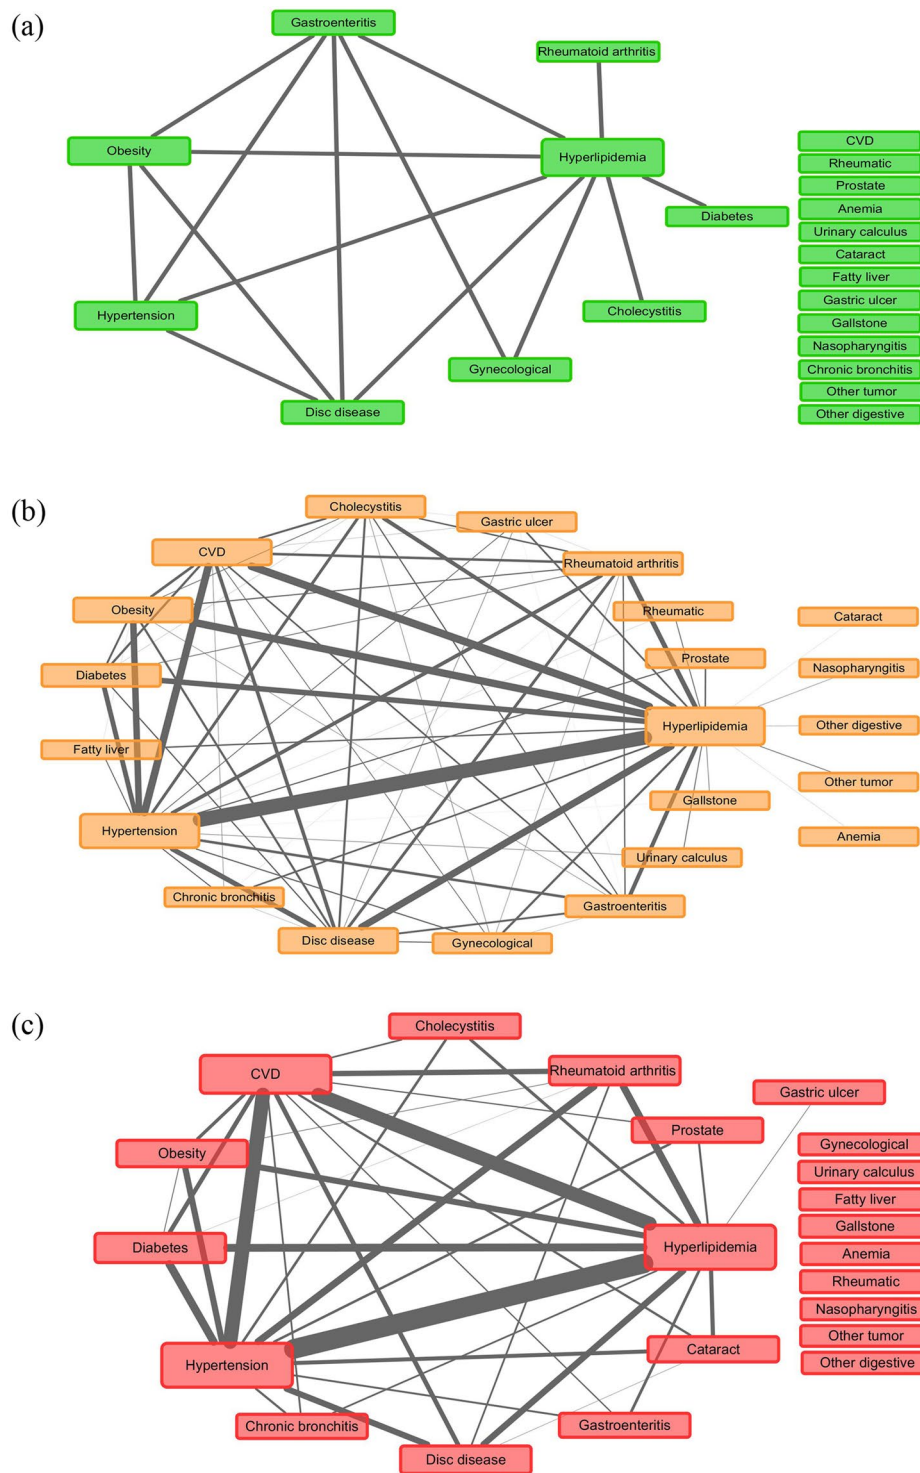 (a)
Gastroenteritis
Rheumatoid arthritis
Obesity
Hyperlipidemia
Diabetes
Hypertension
Cholecystitis
Gynecological
Disc disease
CVD
Rheumatic
Prostate
Anemia
Urinary calculus
Cataract
Fatty liver
Gastric ulcer
Gallstone
Nasopharyngitis
Chronic bronchitis
Other tumor
Other digestive
(b)
Cholecystitis
Gastric ulcer
CVD
Rheumatoid arthritis
Obesity
Rheumatic
Prostate
Diabetes
Hyperlipidemia
Fatty liver
Gallstone
Hypertension
Urinary calculus
Chronic bronchitis
Gastroenteritis
Disc disease
Gynecological
Cataract
Nasopharyngitis
Other digestive
Other tumor
Anemia
(c)
Cholecystitis
CVD
Rheumatoid arthritis
Gastric ulcer
Obesity
Prostate
Diabetes
Hyperlipidemia
Hypertension
Cataract
Chronic bronchitis
Gastroenteritis
Disc disease
Gynecological
Urinary calculus
Fatty liver
Gallstone
Anemia
Rheumatic
Nasopharyngitis
Other tumor
Other digestive